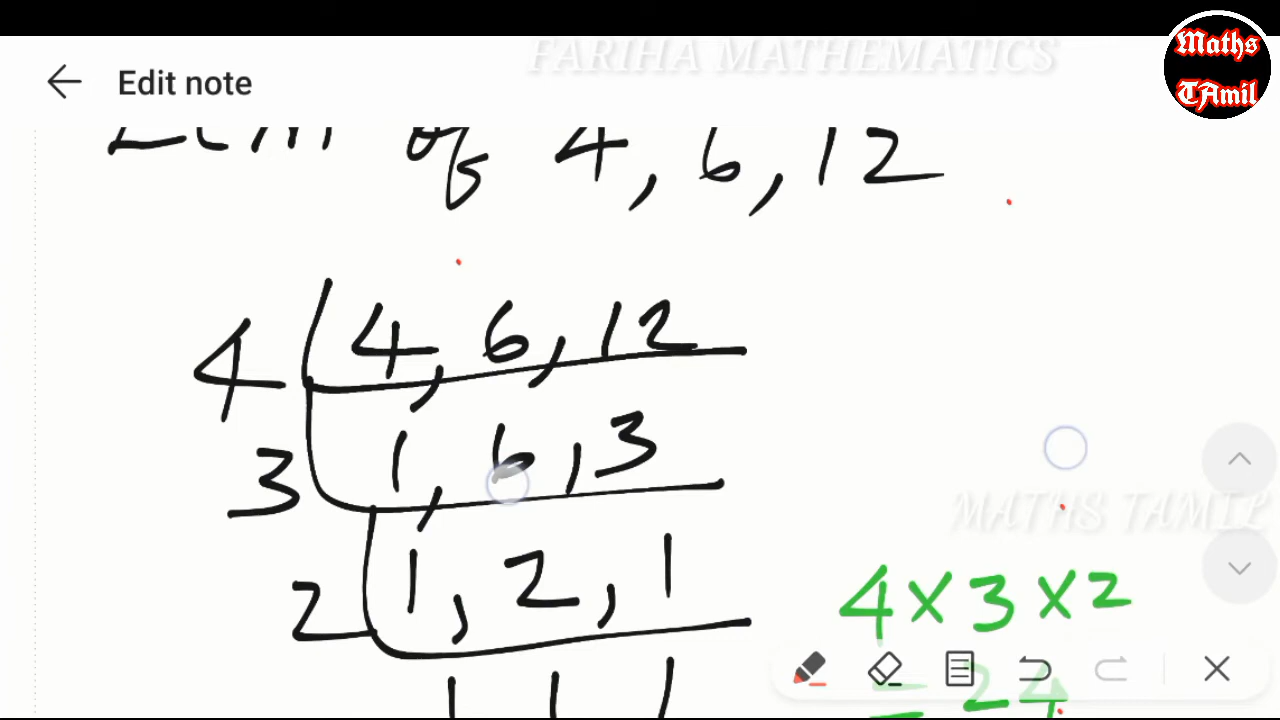 FARIHA MATHEMATICS
Maths
TAmil
Edit note
LCM of 4, 6, 12
4 4, 6, 12
3 1, 6, 3
MATHS TAMIL
2 1, 2, 1
4 × 3 × 2
1 1 1
= 24